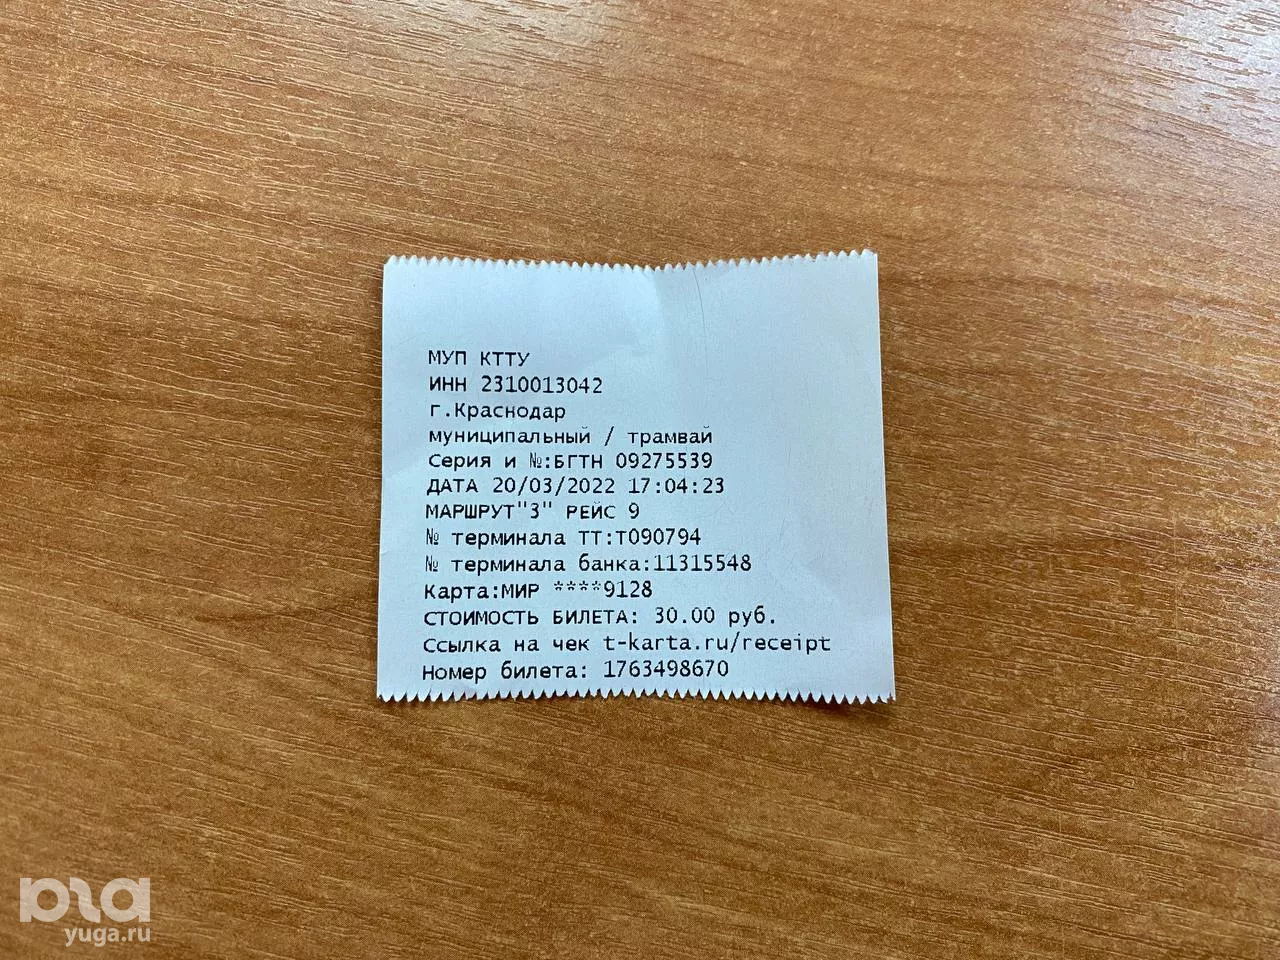 МУП КТТУ
ИНН 2310013042
г.Краснодар
муниципальный / трамвай
Серия и №:БГТН 09275539
ДАТА 20/03/2022 17:04:23
МАРШРУТ"3" РЕЙС 9
№ терминала ТТ:Т090794
№ терминала банка:11315548
Карта:МИР ****9128
СТОИМОСТЬ БИЛЕТА: 30.00 руб.
Ссылка на чек t-karta.ru/receipt
Номер билета: 1763498670
yuga.ru